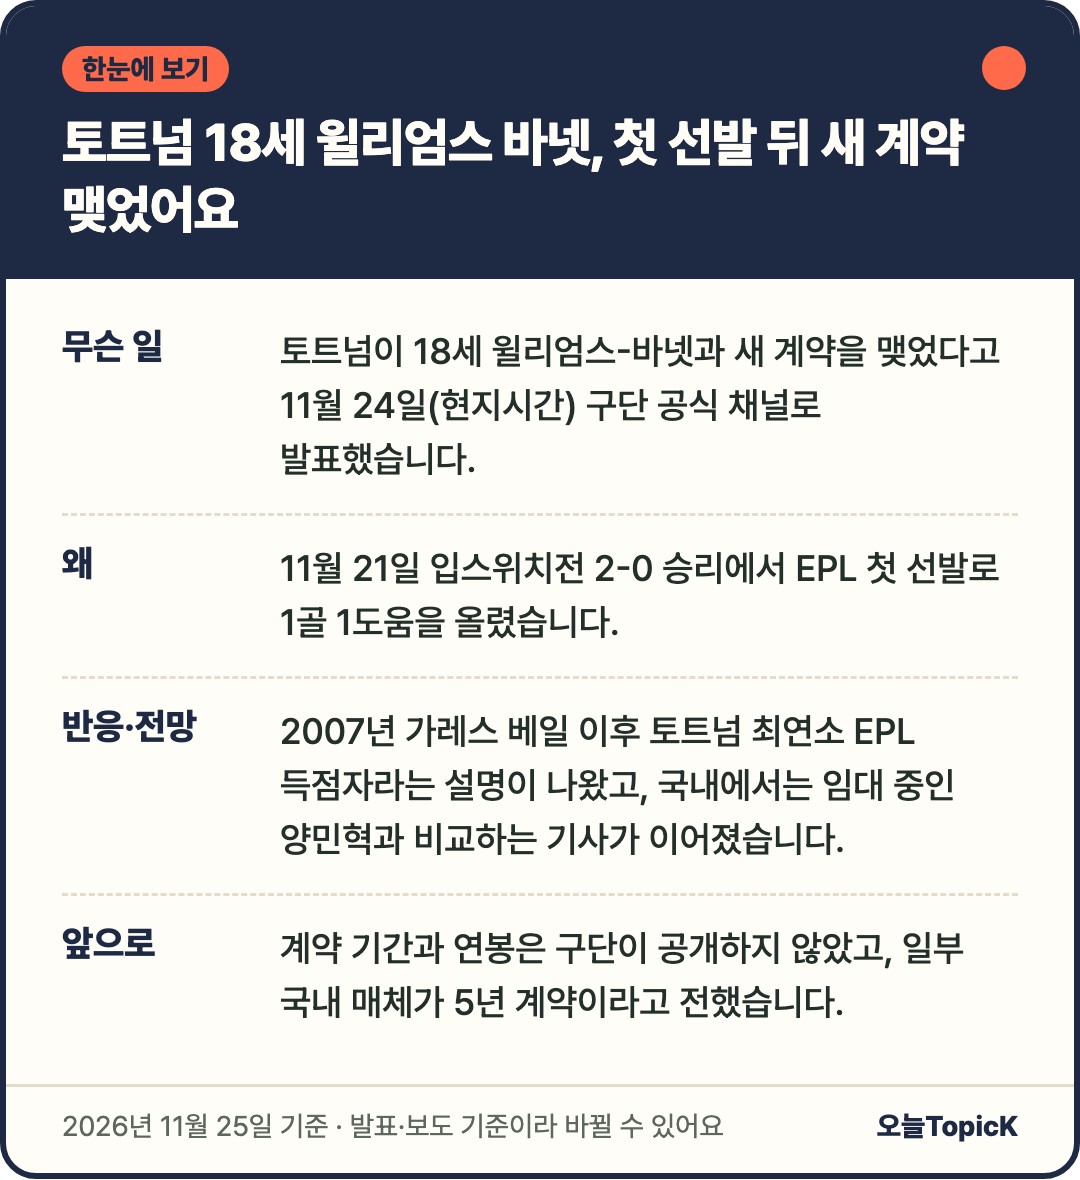 한눈에 보기
토트넘 18세 윌리엄스 바넷, 첫 선발 뒤 새 계약
맺었어요
무슨 일
토트넘이 18세 윌리엄스-바넷과 새 계약을 맺었다고
11월 24일(현지시간) 구단 공식 채널로
발표했습니다.
왜
11월 21일 입스위치전 2-0 승리에서 EPL 첫 선발로
1골 1도움을 올렸습니다.
반응·전망
2007년 가레스 베일 이후 토트넘 최연소 EPL
득점자라는 설명이 나왔고, 국내에서는 임대 중인
양민혁과 비교하는 기사가 이어졌습니다.
앞으로
계약 기간과 연봉은 구단이 공개하지 않았고, 일부
국내 매체가 5년 계약이라고 전했습니다.
2026년 11월 25일 기준 · 발표·보도 기준이라 바뀔 수 있어요
오늘TopicK